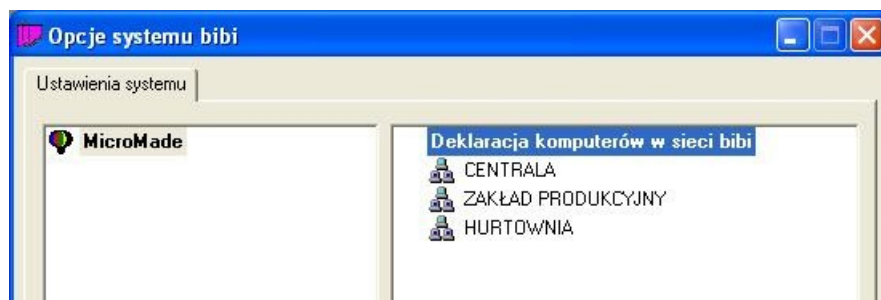 Opcje systemu bibi
Ustawienia systemu
MicroMade
Deklaracja komputerów w sieci bibi
CENTRALA
ZAKŁAD PRODUKCYJNY
HURTOWNIA